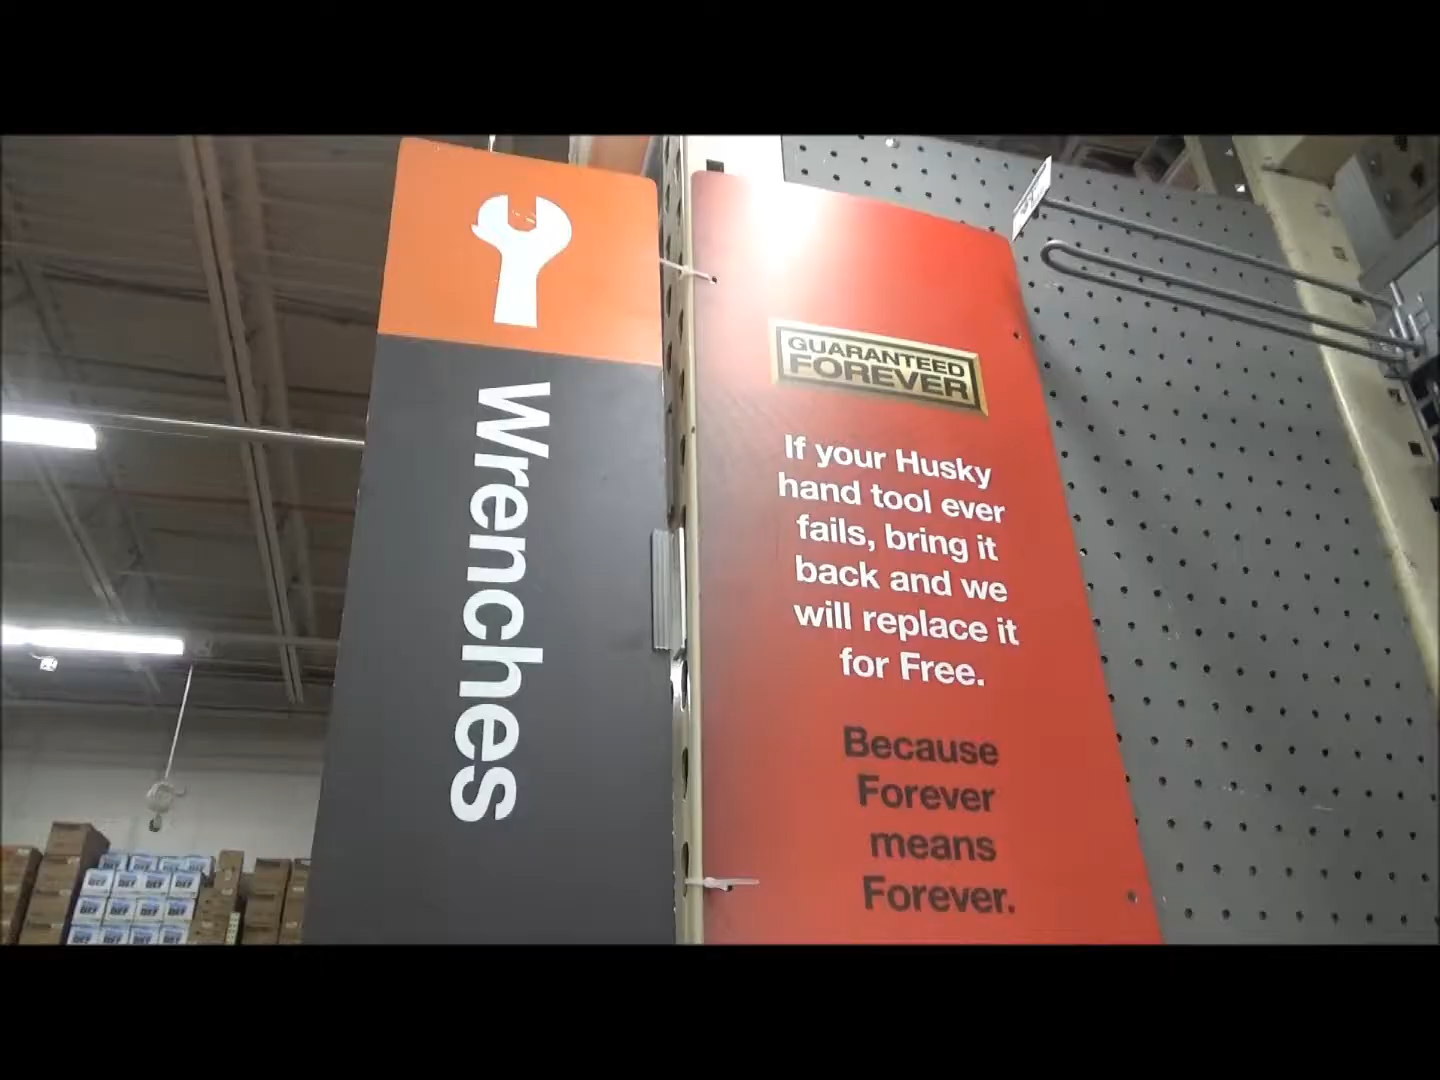 Wrenches
GUARANTEED
FOREVER
If your Husky
hand tool ever
fails, bring it
back and we
will replace it
for Free.
Because
Forever
means
Forever.